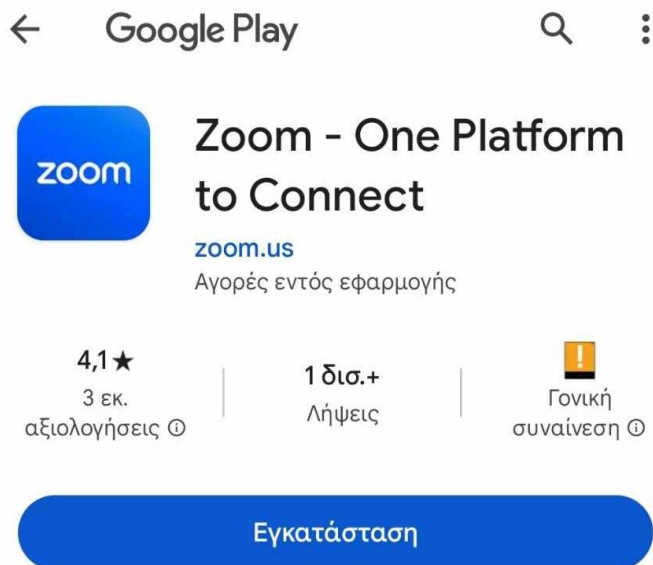 Google Play
zoom
Zoom - One Platform
to Connect
zoom.us
Αγορές εντός εφαρμογής
4,1★
3 εκ.
αξιολογήσεις
1 δισ.+
Λήψεις
!
Γονική
συναίνεση
Εγκατάσταση